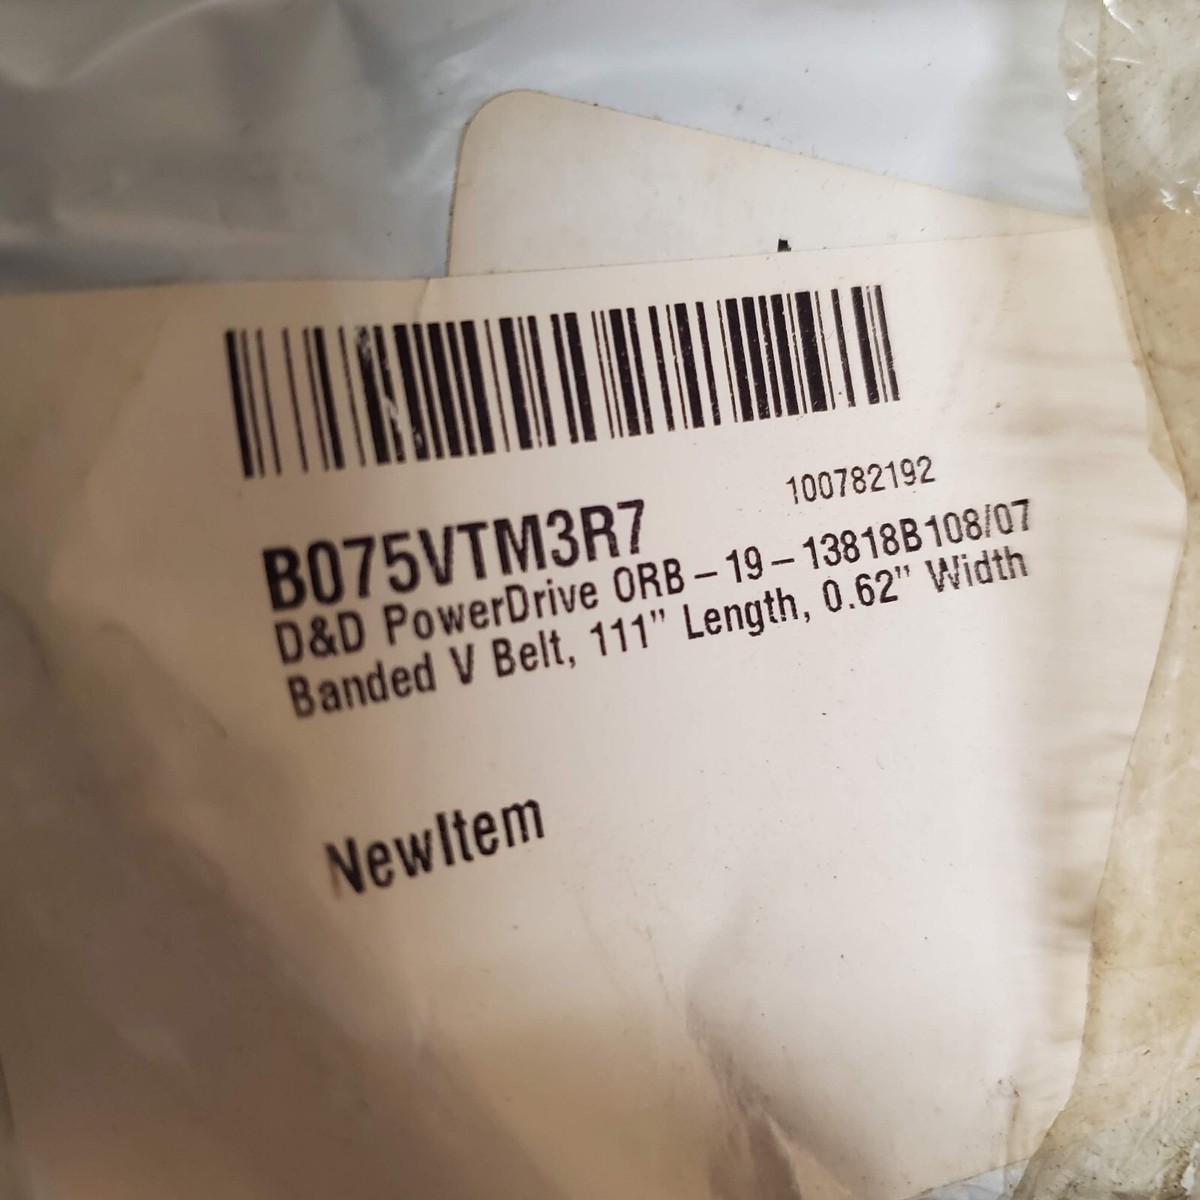 100782192
B075VTM3R7
D&D PowerDrive ORB-19-13818B108/07
Banded V Belt, 111" Length, 0.62" Width
NewItem